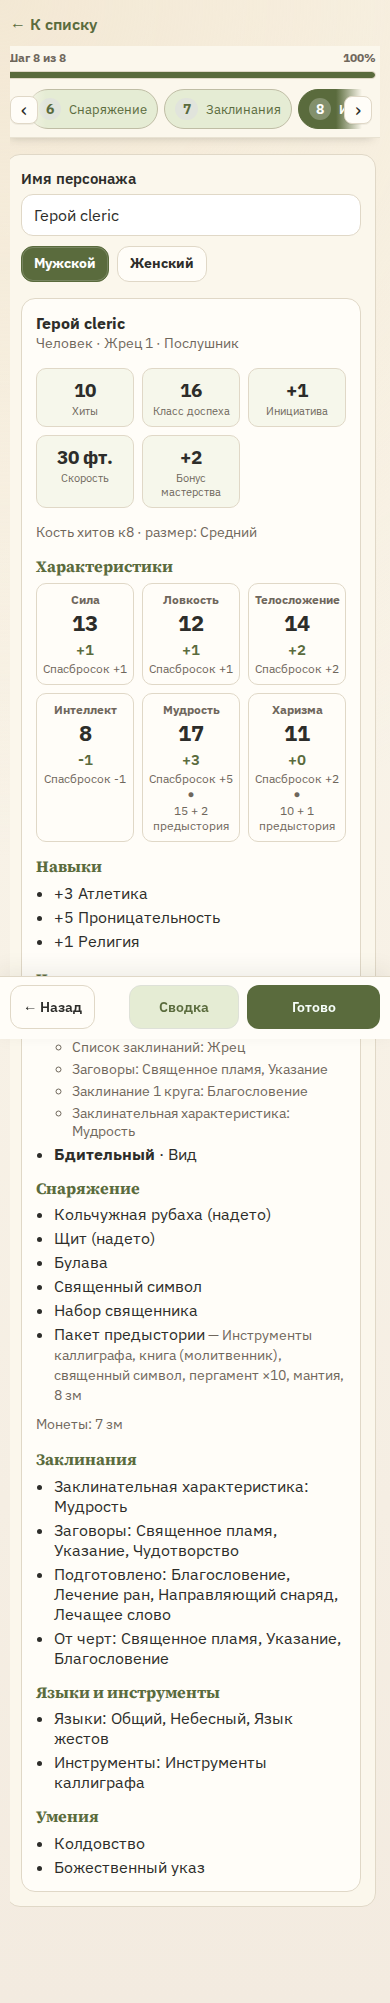 ← К списку
Шаг 8 из 8
100%
‹
6 Снаряжение
7 Заклинания
8
›
Имя персонажа
Герой cleric
Мужской
Женский
Герой cleric
Человек · Жрец 1 · Послушник
10
Хиты
16
Класс доспеха
+1
Инициатива
30 фт.
Скорость
+2
Бонус
мастерства
Кость хитов к8 · размер: Средний
Характеристики
Сила
13
+1
Спасбросок +1
Ловкость
12
+1
Спасбросок +1
Телосложение
14
+2
Спасбросок +2
Интеллект
8
-1
Спасбросок -1
Мудрость
17
+3
Спасбросок +5
●
15 + 2
предыстория
Харизма
11
+0
Спасбросок +2
●
10 + 1
предыстория
Навыки
• +3 Атлетика
• +5 Проницательность
• +1 Религия
← Назад
Сводка
Готово
◦ Список заклинаний: Жрец
◦ Заговоры: Священное пламя, Указание
◦ Заклинание 1 круга: Благословение
◦ Заклинательная характеристика:
Мудрость
• Бдительный · Вид
Снаряжение
• Кольчужная рубаха (надето)
• Щит (надето)
• Булава
• Священный символ
• Набор священника
• Пакет предыстории — Инструменты
каллиграфа, книга (молитвенник),
священный символ, пергамент ×10, мантия,
8 зм
Монеты: 7 зм
Заклинания
• Заклинательная характеристика:
Мудрость
• Заговоры: Священное пламя,
Указание, Чудотворство
• Подготовлено: Благословение,
Лечение ран, Направляющий снаряд,
Лечащее слово
• От черт: Священное пламя, Указание,
Благословение
Языки и инструменты
• Языки: Общий, Небесный, Язык
жестов
• Инструменты: Инструменты
каллиграфа
Умения
• Колдовство
• Божественный указ